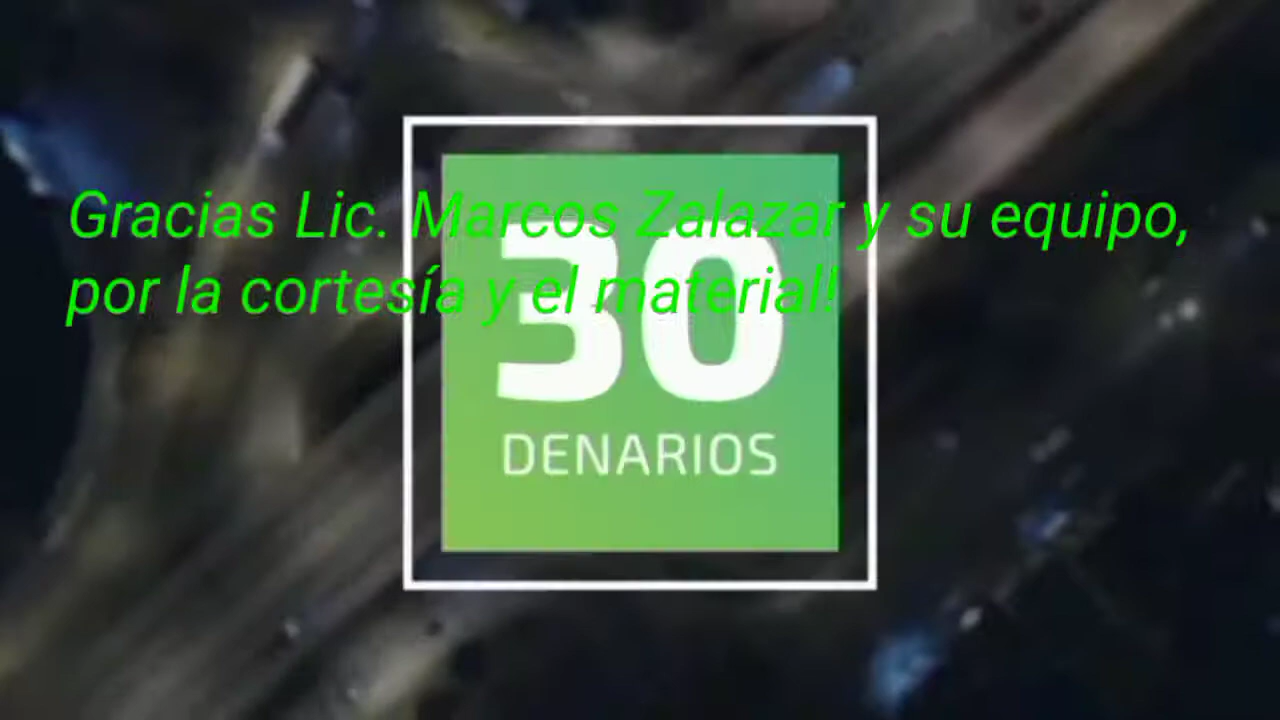 Gracias Lic. Marcos Zalazar y su equipo,
por la cortesía y el material!
30
DENARIOS